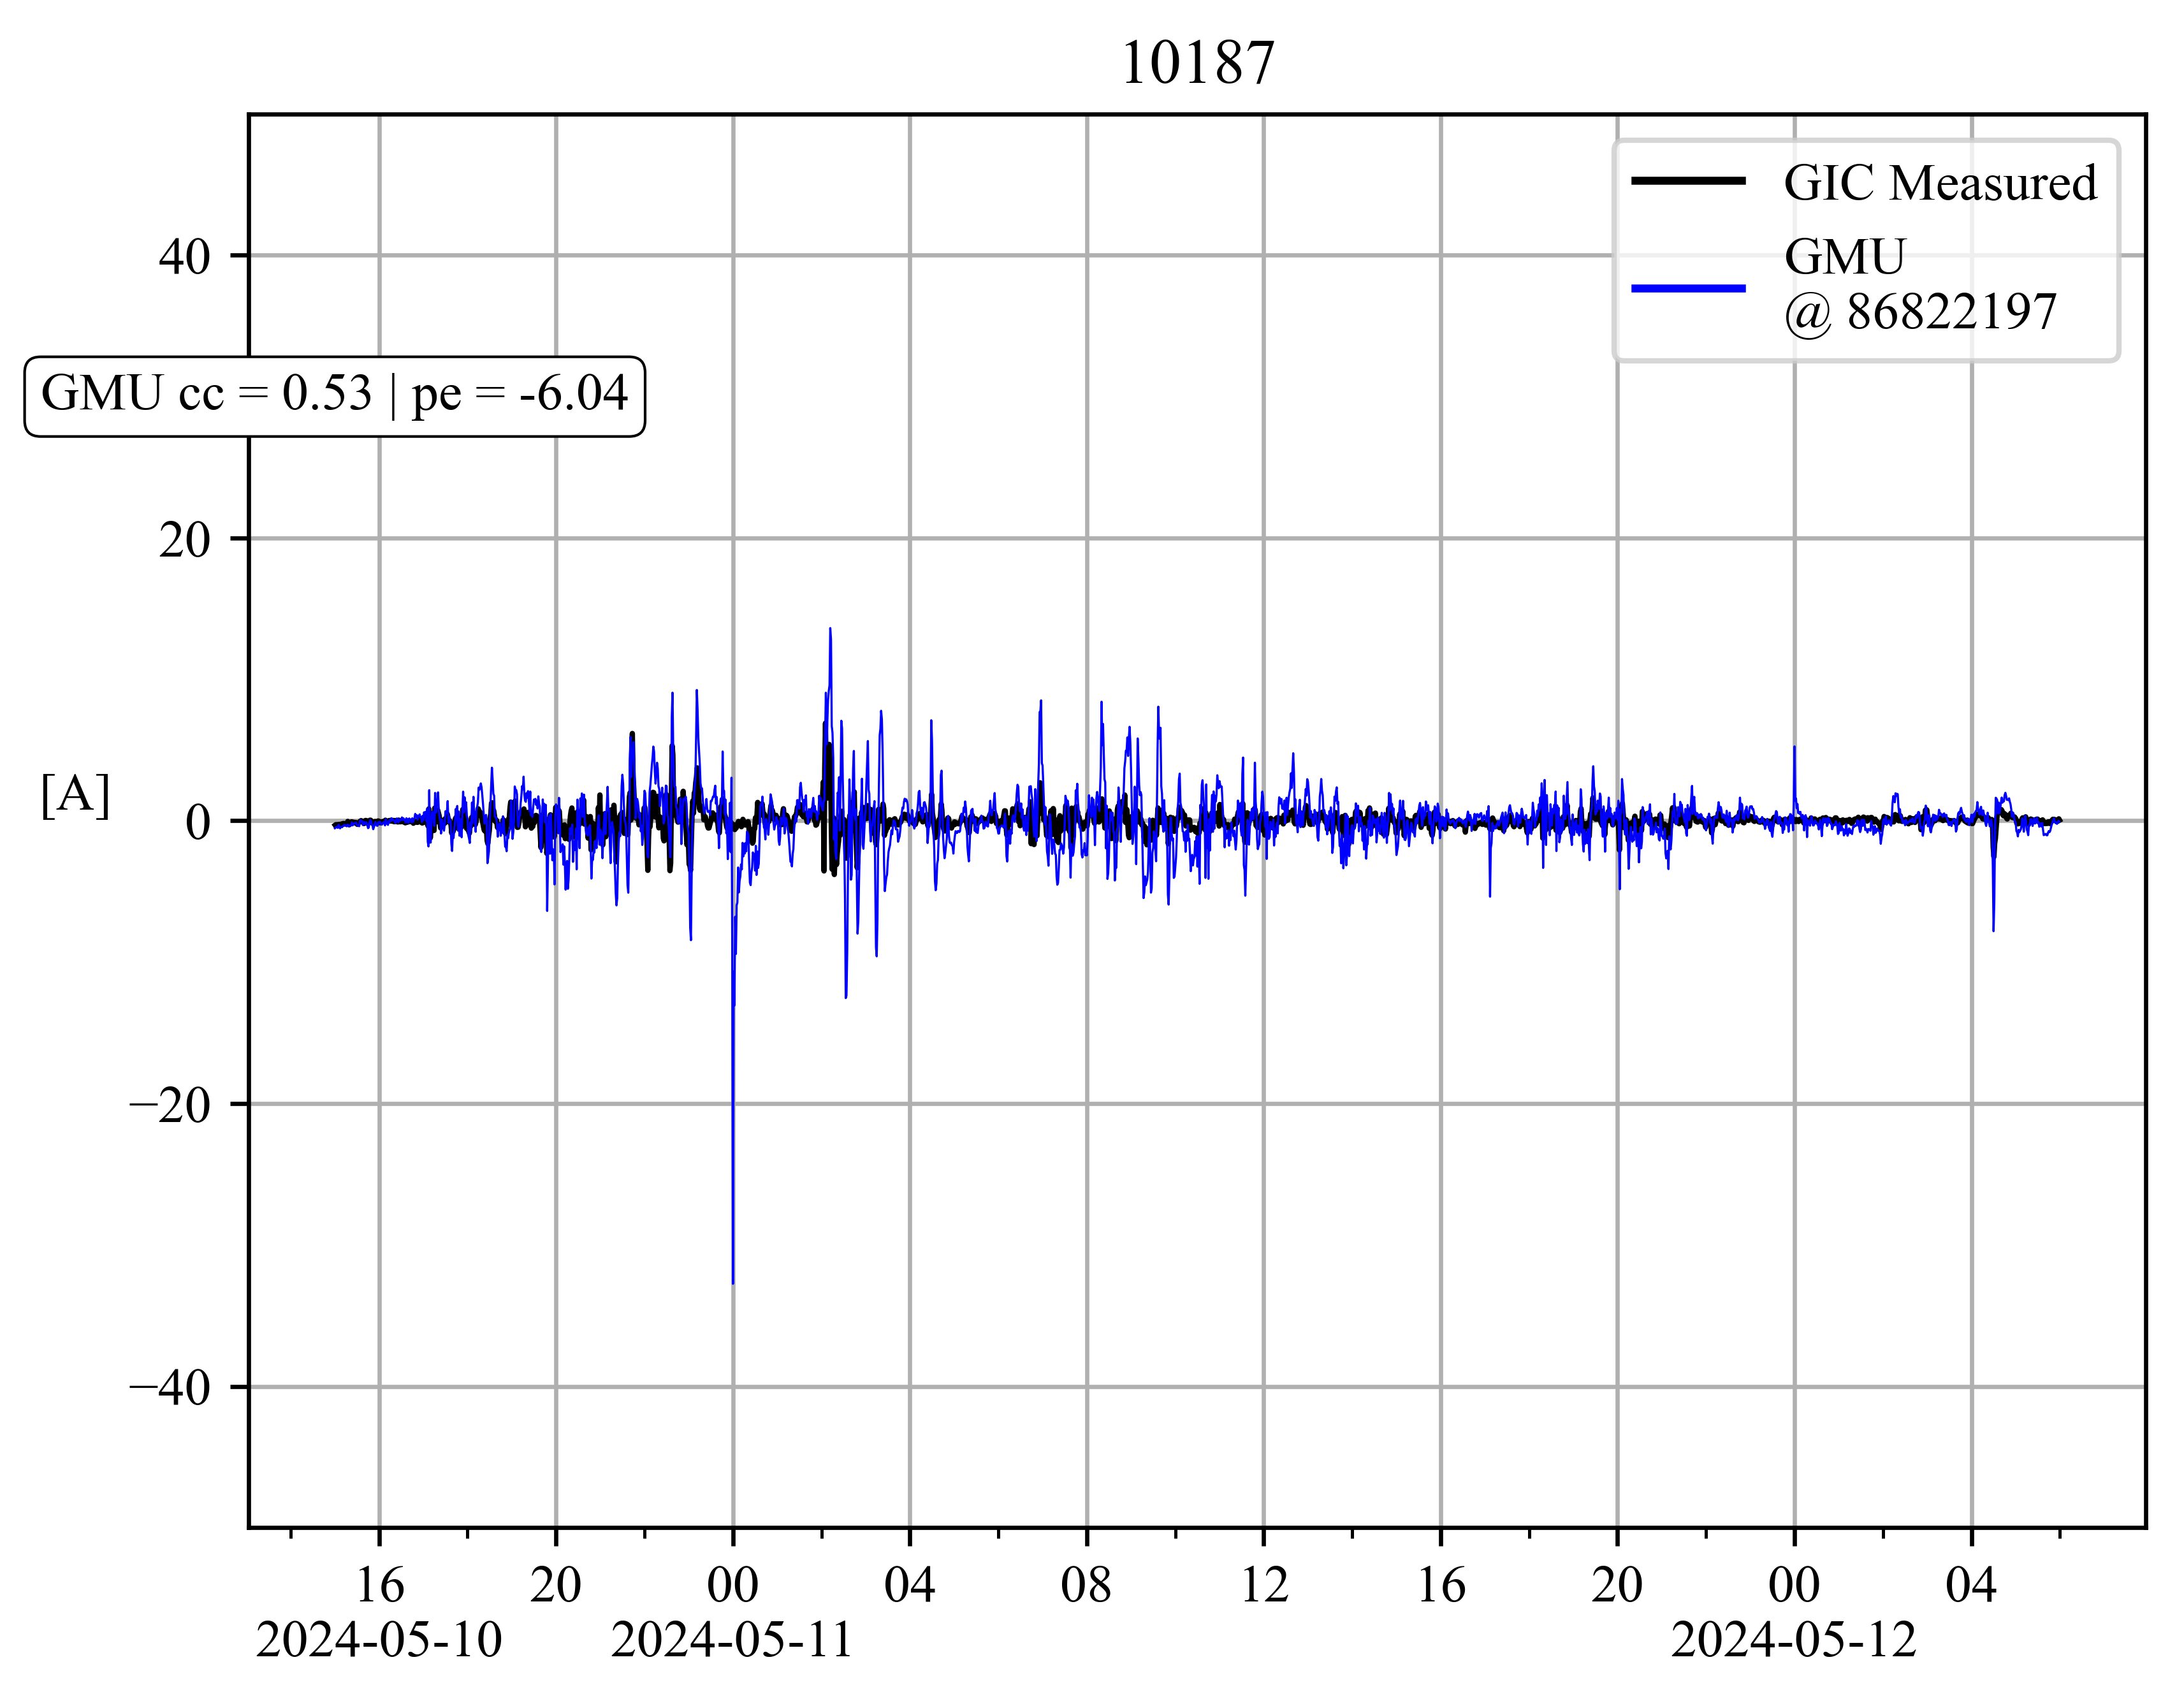 10187
GIC Measured
GMU
@ 86822197
GMU cc = 0.53 | pe = -6.04
[A]
40
20
0
−20
−40
16 20 00 04 08 12 16 20 00 04
2024-05-10 2024-05-11 2024-05-12